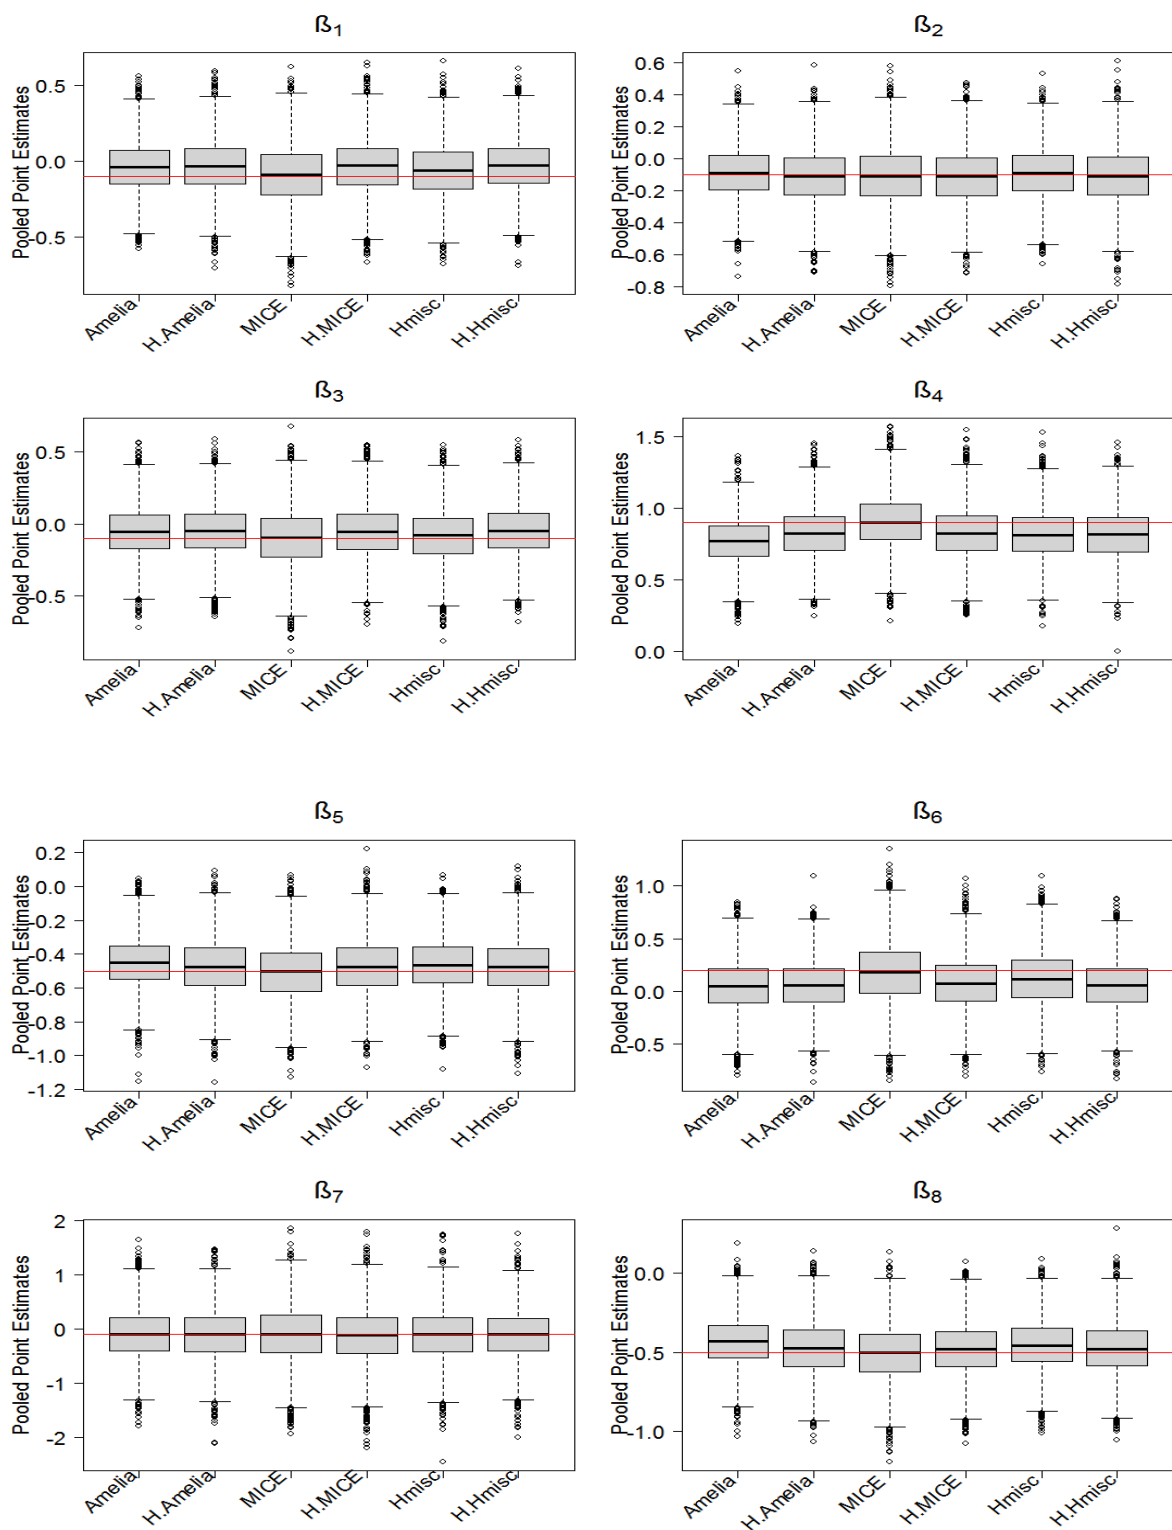 ß1
ß2
Pooled Point Estimates
0.5
0.0
-0.5
Amelia
H.Amelia
MICE
H.MICE
Hmisc
H.Hmisc
Pooled Point Estimates
0.6
0.4
0.2
-0.0
-0.2
-0.4
-0.6
-0.8
Amelia
H.Amelia
MICE
H.MICE
Hmisc
H.Hmisc
ß3
ß4
Pooled Point Estimates
0.5
0.0
-0.5
Amelia
H.Amelia
MICE
H.MICE
Hmisc
H.Hmisc
Pooled Point Estimates
1.5
1.0
0.5
0.0
Amelia
H.Amelia
MICE
H.MICE
Hmisc
H.Hmisc
ß5
ß6
Pooled Point Estimates
0.2
0.0
-0.2
-0.4
-0.6
-0.8
-1.0
-1.2
Amelia
H.Amelia
MICE
H.MICE
Hmisc
H.Hmisc
Pooled Point Estimates
1.0
0.5
0.0
-0.5
Amelia
H.Amelia
MICE
H.MICE
Hmisc
H.Hmisc
ß7
ß8
Pooled Point Estimates
2
1
0
-1
-2
Amelia
H.Amelia
MICE
H.MICE
Hmisc
H.Hmisc
Pooled Point Estimates
0.0
-0.5
-1.0
Amelia
H.Amelia
MICE
H.MICE
Hmisc
H.Hmisc